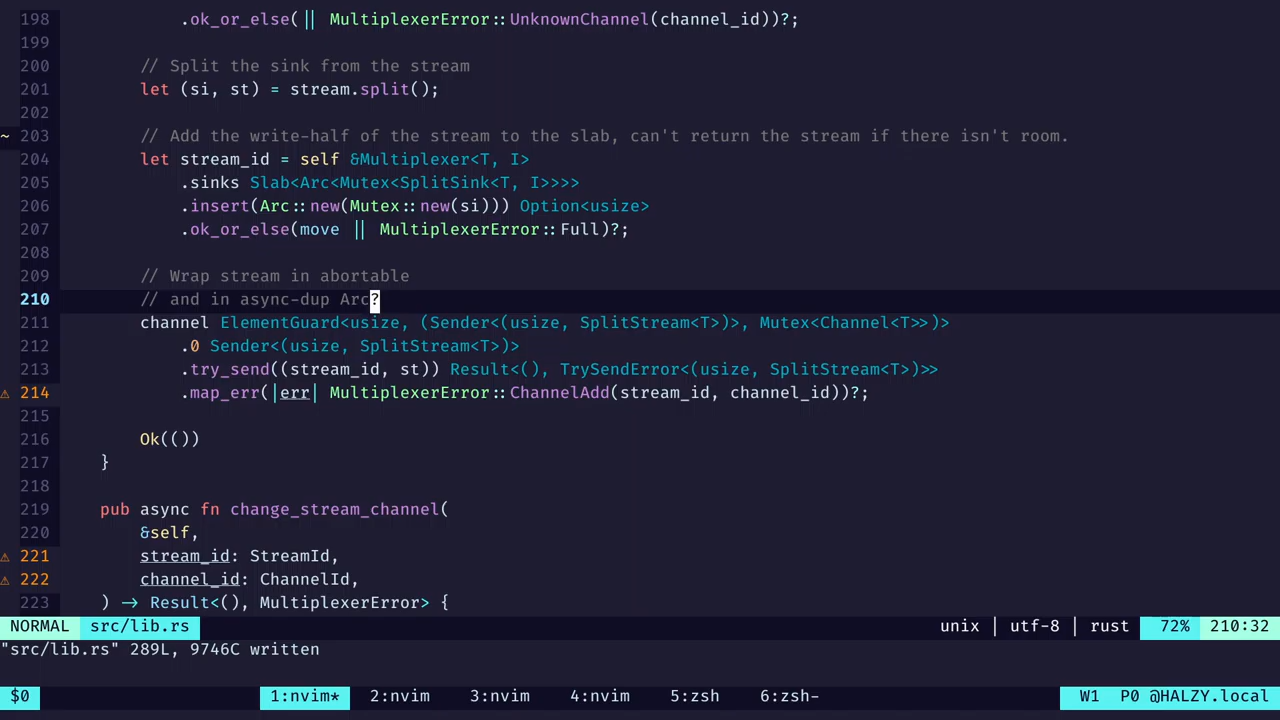 198 .ok_or_else(|| MultiplexerError::UnknownChannel(channel_id))?;
199
200 // Split the sink from the stream
201 let (si, st) = stream.split();
202
~ 203 // Add the write-half of the stream to the slab, can't return the stream if there isn't room.
204 let stream_id = self &Multiplexer<T, I>
205 .sinks Slab<Arc<Mutex<SplitSink<T, I>>>>
206 .insert(Arc::new(Mutex::new(si))) Option<usize>
207 .ok_or_else(move || MultiplexerError::Full)?;
208
209 // Wrap stream in abortable
210 // and in async-dup Arc?
211 channel ElementGuard<usize, (Sender<(usize, SplitStream<T>)>, Mutex<Channel<T>>)>
212 .0 Sender<(usize, SplitStream<T>)>
213 .try_send((stream_id, st)) Result<(), TrySendError<(usize, SplitStream<T>)>>
⚠ 214 .map_err(|err| MultiplexerError::ChannelAdd(stream_id, channel_id))?;
215
216 Ok(())
217 }
218
219 pub async fn change_stream_channel(
220 &self,
⚠ 221 stream_id: StreamId,
⚠ 222 channel_id: ChannelId,
223 ) -> Result<(), MultiplexerError> {
NORMAL src/lib.rs unix | utf-8 | rust 72% 210:32
"src/lib.rs" 289L, 9746C written
$0 1:nvim* 2:nvim 3:nvim 4:nvim 5:zsh 6:zsh- W1 P0 @HALZY.local